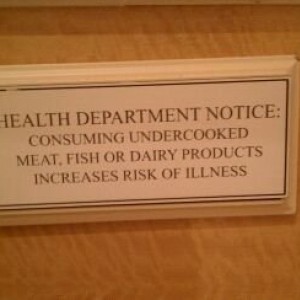 HEALTH DEPARTMENT NOTICE:
CONSUMING UNDERCOOKED
MEAT, FISH OR DAIRY PRODUCTS
INCREASES RISK OF ILLNESS